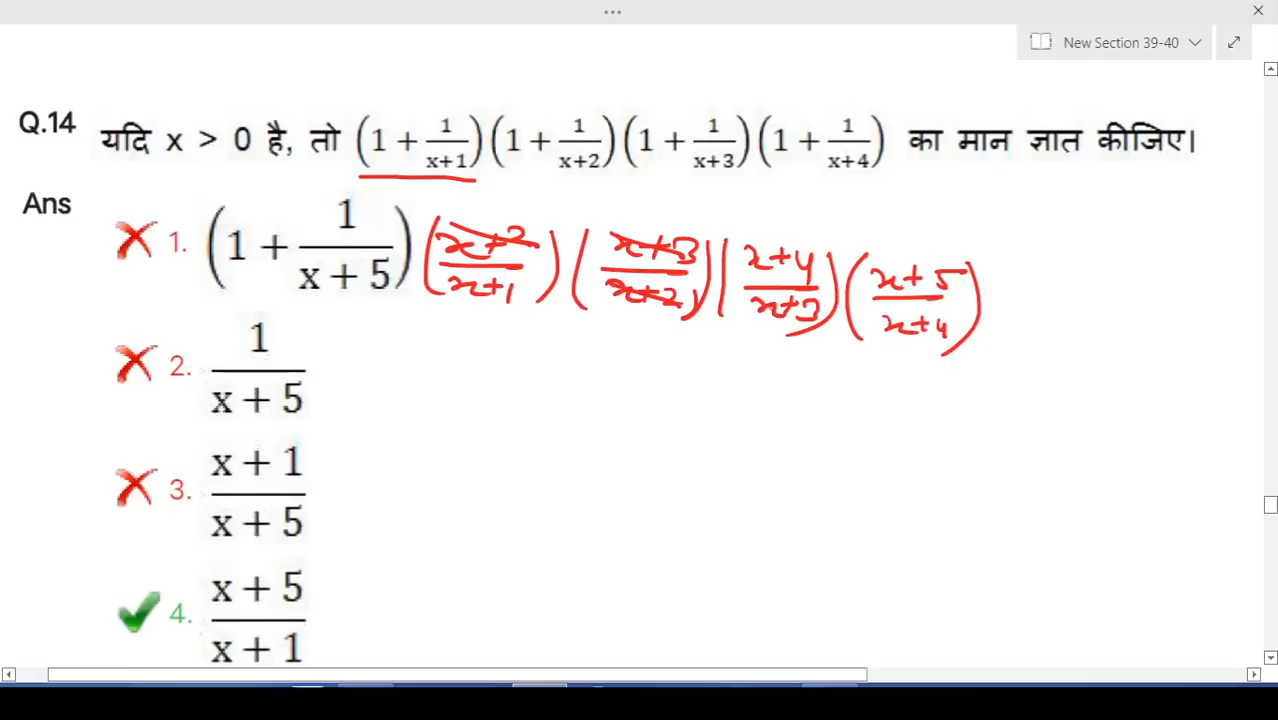 New Section 39-40
Q.14 यदि x > 0 है, तो (1 + 1/(x+1))(1 + 1/(x+2))(1 + 1/(x+3))(1 + 1/(x+4)) का मान ज्ञात कीजिए।
Ans
1. (1 + 1/(x + 5)) ((x+2)/(x+1)) ((x+3)/(x+2)) ((x+4)/(x+3)) ((x+5)/(x+4))
2. 1/(x + 5)
3. (x + 1)/(x + 5)
4. (x + 5)/(x + 1)